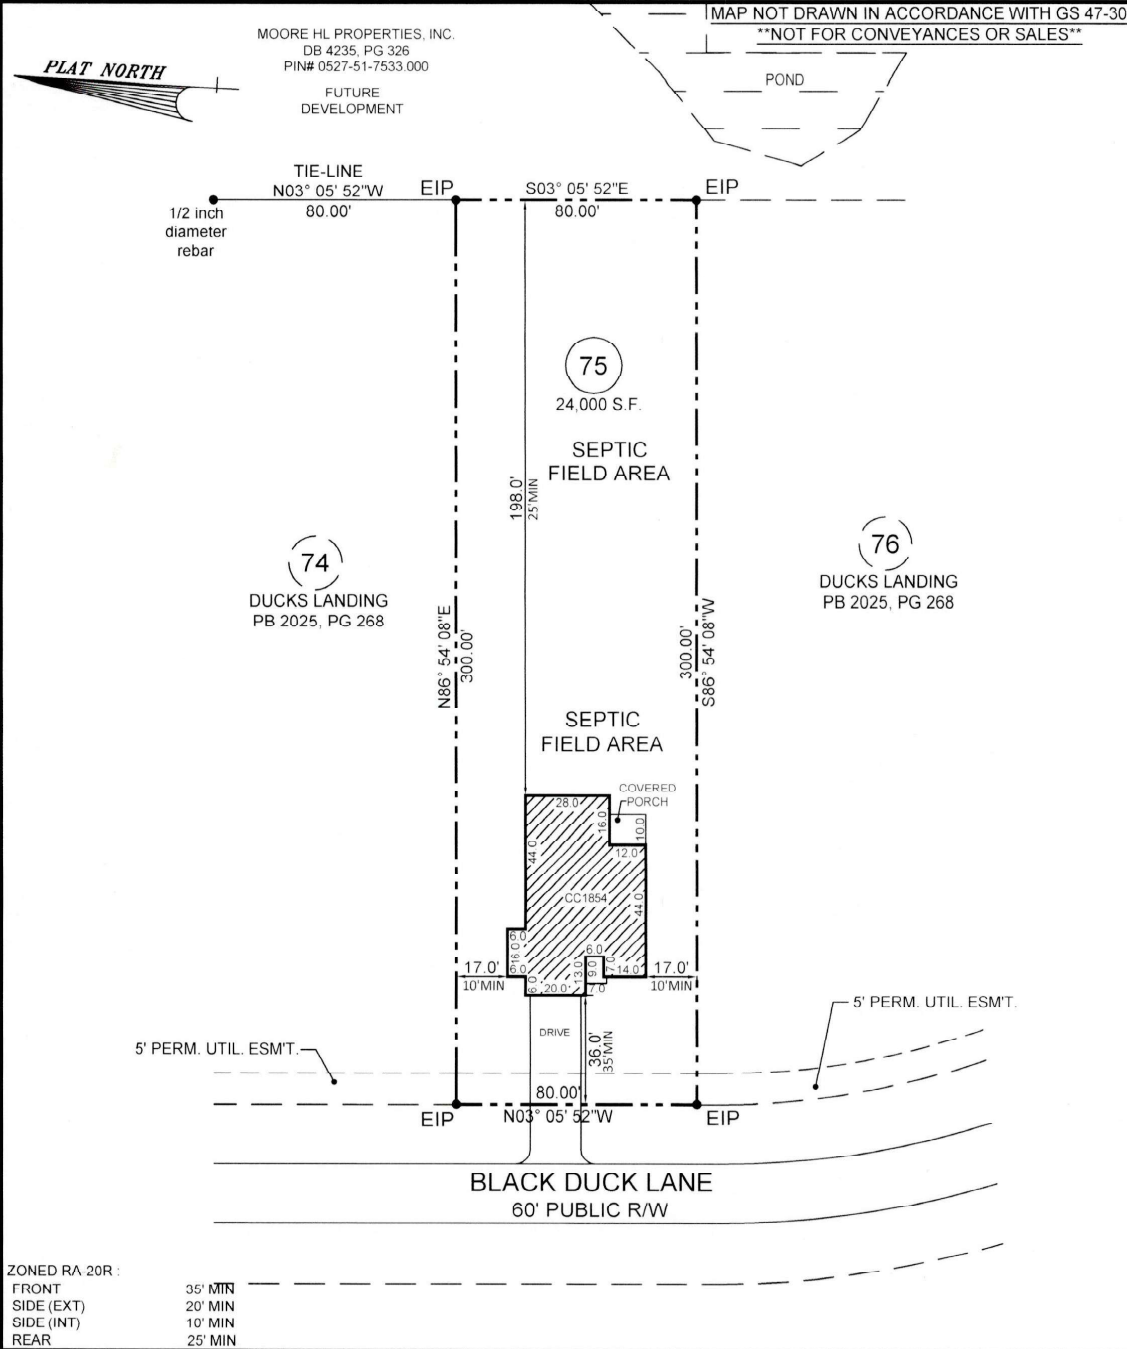 MAP NOT DRAWN IN ACCORDANCE WITH GS 47-30
**NOT FOR CONVEYANCES OR SALES**
MOORE HL PROPERTIES, INC.
DB 4235, PG 326
PIN# 0527-51-7533.000
FUTURE
DEVELOPMENT
PLAT NORTH
POND
TIE-LINE
N03° 05' 52"W
80.00'
EIP
S03° 05' 52"E
80.00'
EIP
1/2 inch
diameter
rebar
75
24,000 S.F.
SEPTIC
FIELD AREA
198.0'
25'MIN
74
DUCKS LANDING
PB 2025, PG 268
76
DUCKS LANDING
PB 2025, PG 268
N86° 54' 08"E
300.00'
300.00'
S86° 54' 08"W
SEPTIC
FIELD AREA
COVERED
PORCH
28.0
16.0
10.0
12.0
44.0
CC1854
44.0
6.0
16.0
6.0
6.0
20.0'
13.0
6.0
9.0
7.0
7.0
14.0
17.0'
10'MIN
17.0'
10'MIN
DRIVE
36.0'
35'MIN
5' PERM. UTIL. ESM'T.
5' PERM. UTIL. ESM'T.
80.00'
EIP
N03° 05' 52"W
EIP
BLACK DUCK LANE
60' PUBLIC R/W
ZONED RA 20R :
FRONT 35' MIN
SIDE (EXT) 20' MIN
SIDE (INT) 10' MIN
REAR 25' MIN